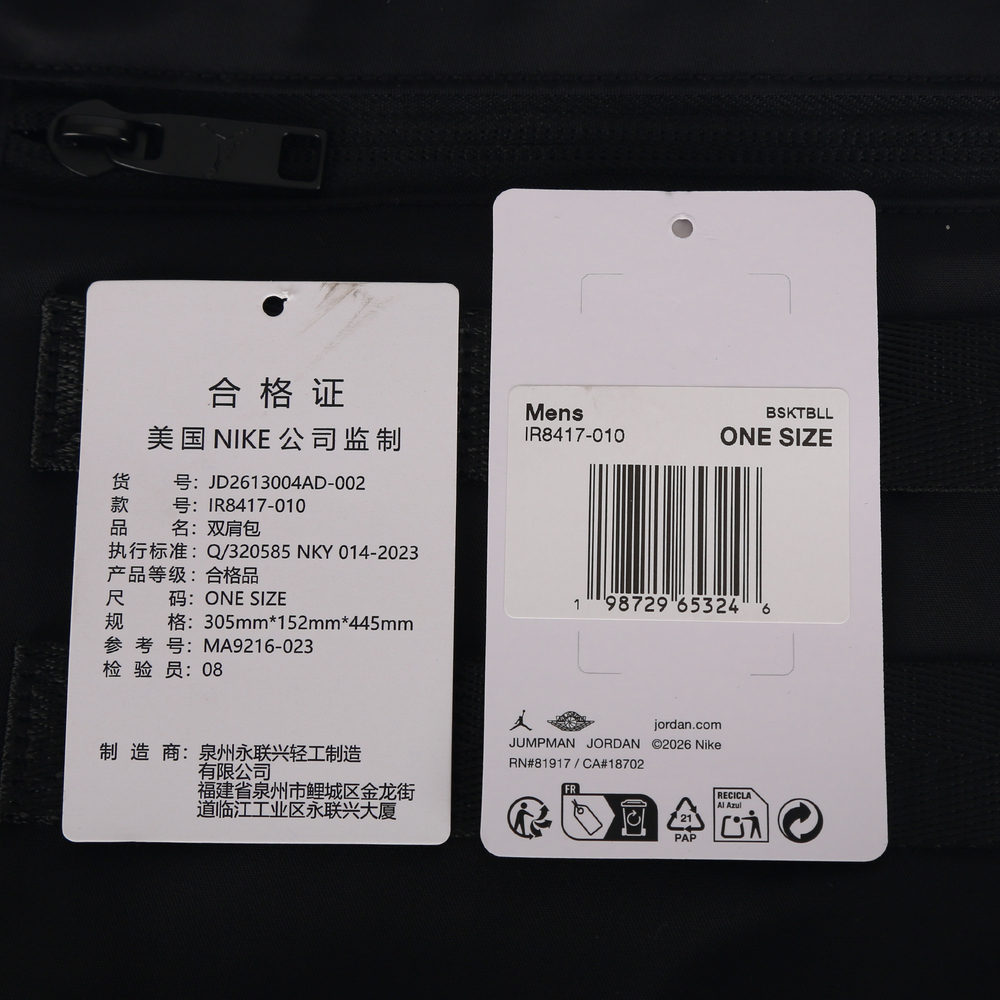 合格证
美国NIKE公司监制
货 号: JD2613004AD-002
款 号: IR8417-010
品 名: 双肩包
执行标准: Q/320585 NKY 014-2023
产品等级: 合格品
尺 码: ONE SIZE
规 格: 305mm*152mm*445mm
参 考 号: MA9216-023
检 验 员: 08
制 造 商: 泉州永联兴轻工制造
有限公司
福建省泉州市鲤城区金龙街
道临江工业区永联兴大厦
Mens
BSKTBLL
IR8417-010
ONE SIZE
1 98729 65324 6
jordan.com
JUMPMAN JORDAN ©2026 Nike
RN#81917 / CA#18702
FR
21
PAP
RECICLA
Al Azul